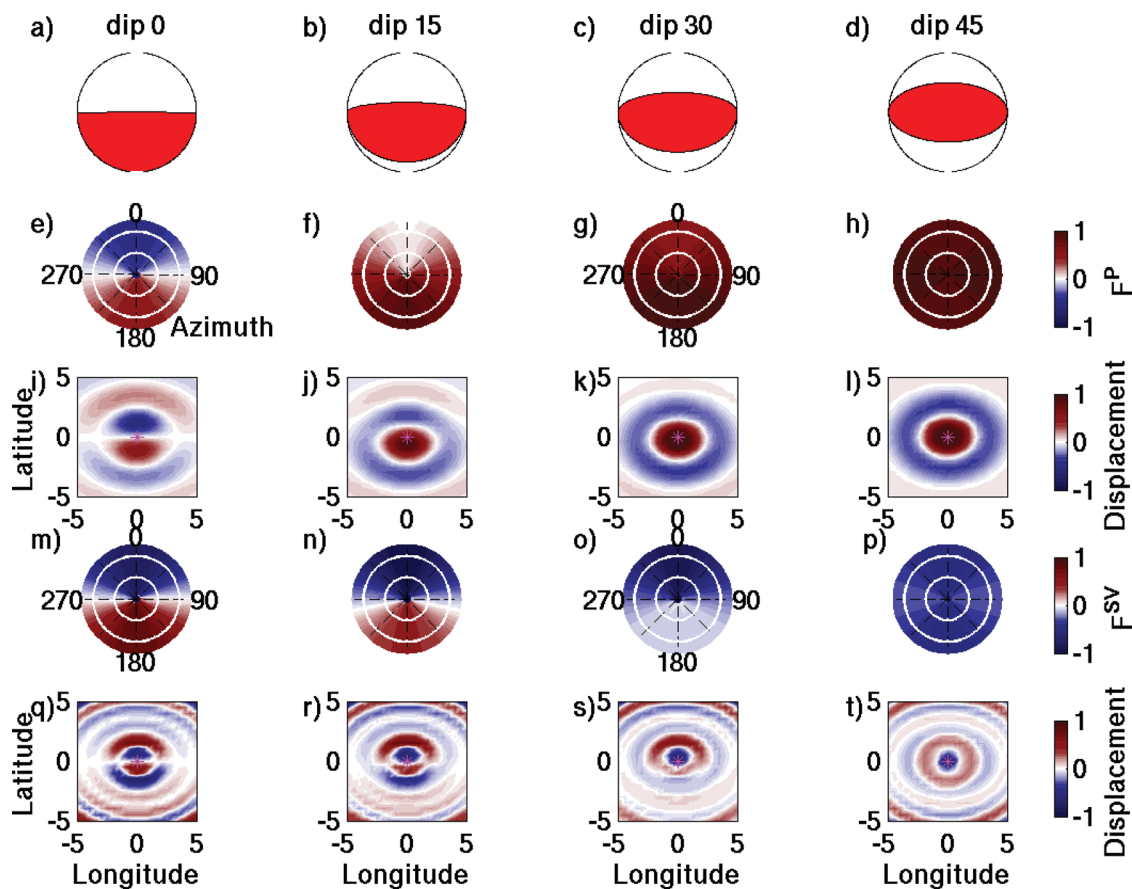 a) dip 0 b) dip 15 c) dip 30 d) dip 45
e) 0 f) g) 0 h) 1
270 90 270 90 0 F^P
Azimuth
180 180 -1
i) 5 j) 5 k) 5 l) 5 1
Latitude 0 0 0 0 0 Displacement
-5 -5 -5 -5 -1
-5 0 5 -5 0 5 -5 0 5 -5 0 5
m) 0 n) o) 0 p) 1
270 90 270 90 0 F^SV
180 180 -1
q) 5 r) 5 s) 5 t) 5 1
Latitude 0 0 0 0 0 Displacement
-5 -5 -5 -5 -1
-5 0 5 -5 0 5 -5 0 5 -5 0 5
Longitude Longitude Longitude Longitude